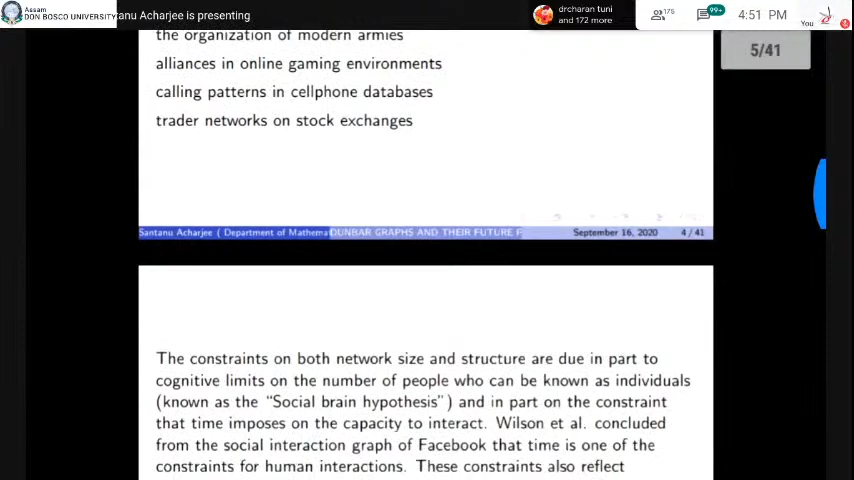 Assam
DON BOSCO UNIVERSITY
tanu Acharjee is presenting
drcharan tuni
and 172 more
175
99+
4:51 PM
You
the organization of modern armies
5/41
alliances in online gaming environments
calling patterns in cellphone databases
trader networks on stock exchanges
Santanu Acharjee ( Department of Mathemat
DUNBAR GRAPHS AND THEIR FUTURE
September 16, 2020
4 / 41
The constraints on both network size and structure are due in part to
cognitive limits on the number of people who can be known as individuals
(known as the "Social brain hypothesis") and in part on the constraint
that time imposes on the capacity to interact. Wilson et al. concluded
from the social interaction graph of Facebook that time is one of the
constraints for human interactions. These constraints also reflect